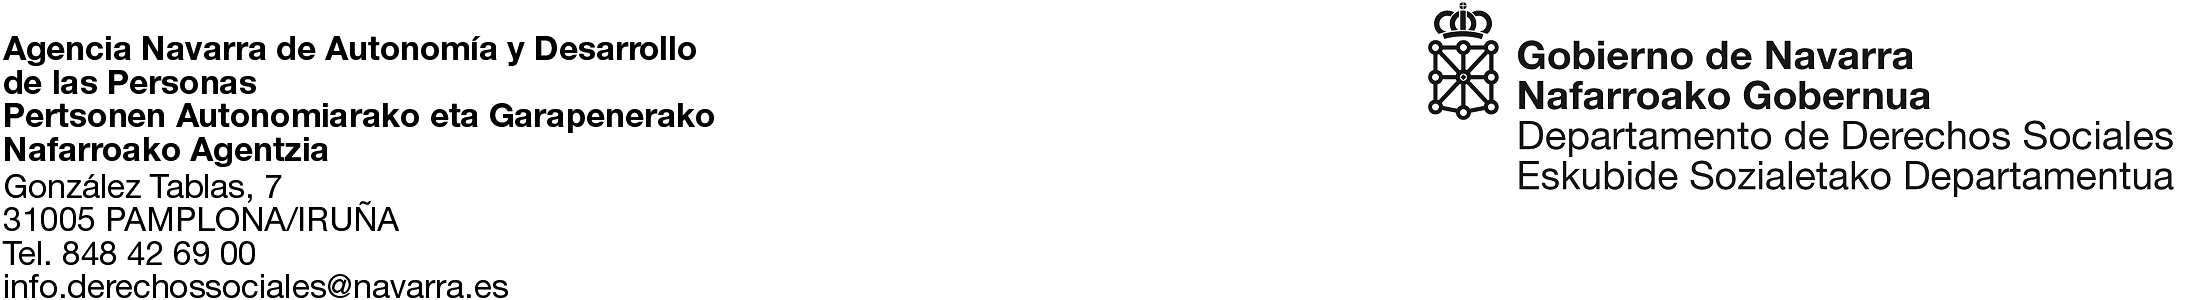 Agencia Navarra de Autonomía y Desarrollo
de las Personas
Pertsonen Autonomiarako eta Garapenerako
Nafarroako Agentzia
González Tablas, 7
31005 PAMPLONA/IRUÑA
Tel. 848 42 69 00
info.derechossociales@navarra.es
Gobierno de Navarra
Nafarroako Gobernua
Departamento de Derechos Sociales
Eskubide Sozialetako Departamentua